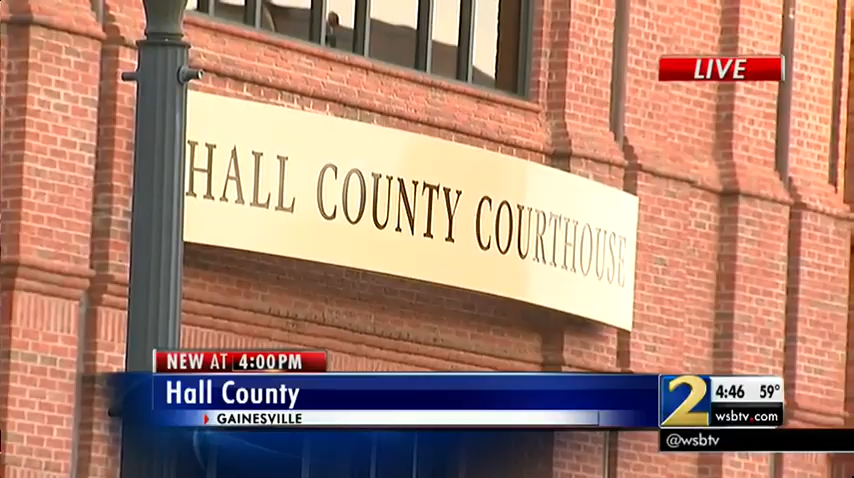 LIVE
HALL COUNTY COURTHOUSE
NEW AT 4:00PM
Hall County
GAINESVILLE
2
4:46 59°
wsbtv.com
@wsbtv